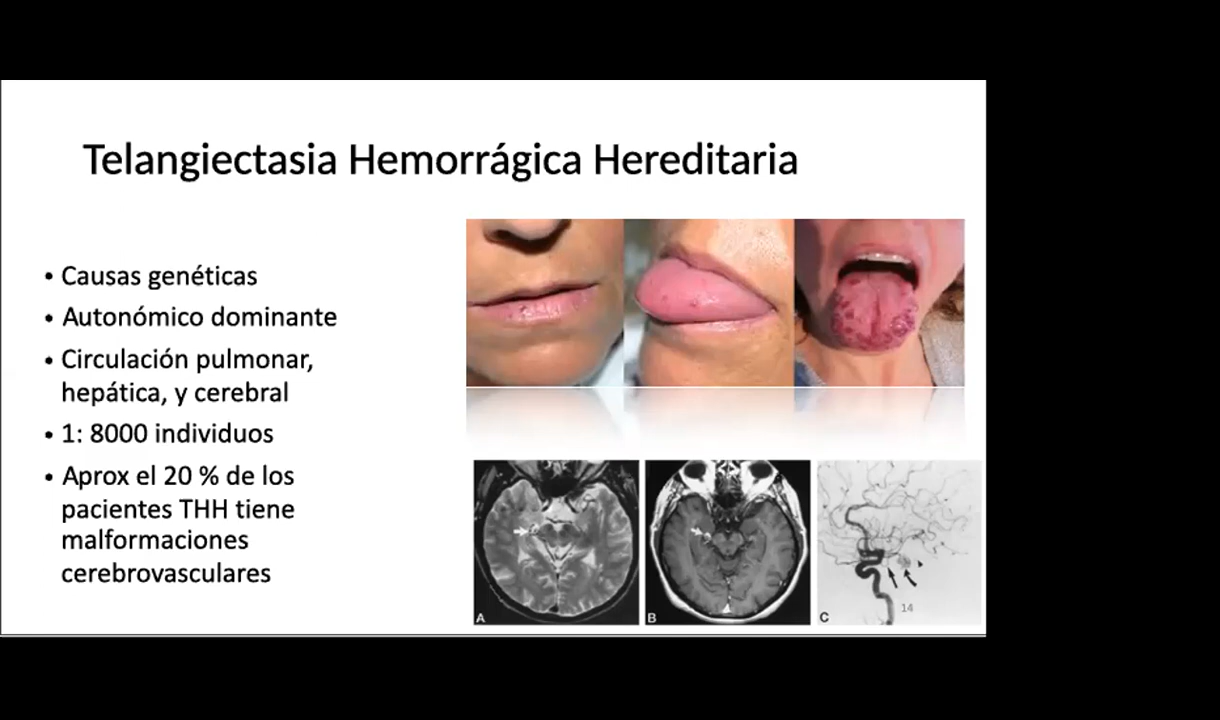 Telangiectasia Hemorrágica Hereditaria
• Causas genéticas
• Autonómico dominante
• Circulación pulmonar,
hepática, y cerebral
• 1: 8000 individuos
• Aprox el 20 % de los
pacientes THH tiene
malformaciones
cerebrovasculares
A
B
C
14